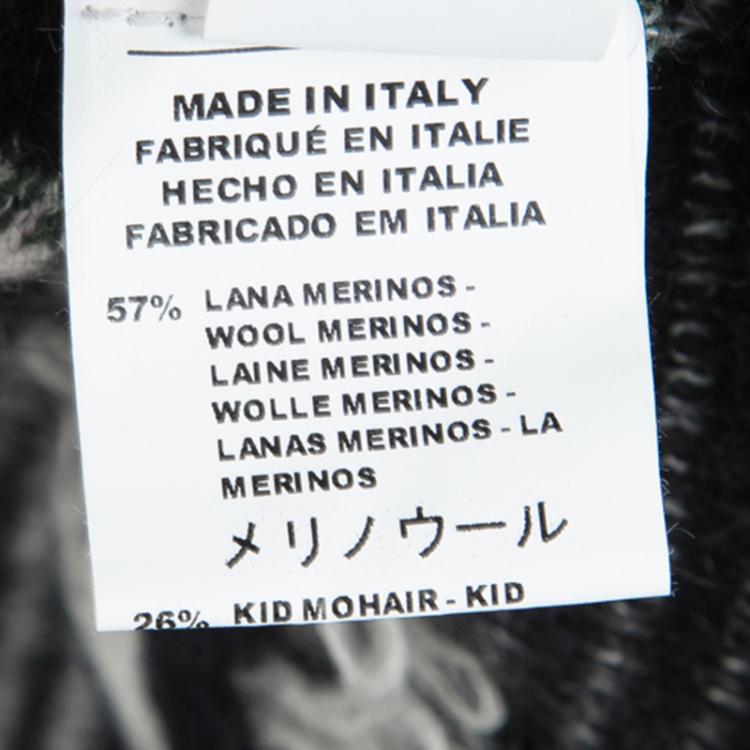 MADE IN ITALY
FABRIQUÉ EN ITALIE
HECHO EN ITALIA
FABRICADO EM ITALIA
57% LANA MERINOS -
WOOL MERINOS -
LAINE MERINOS -
WOLLE MERINOS -
LANAS MERINOS - LA
MERINOS
メリノウール
26% KID MOHAIR - KID